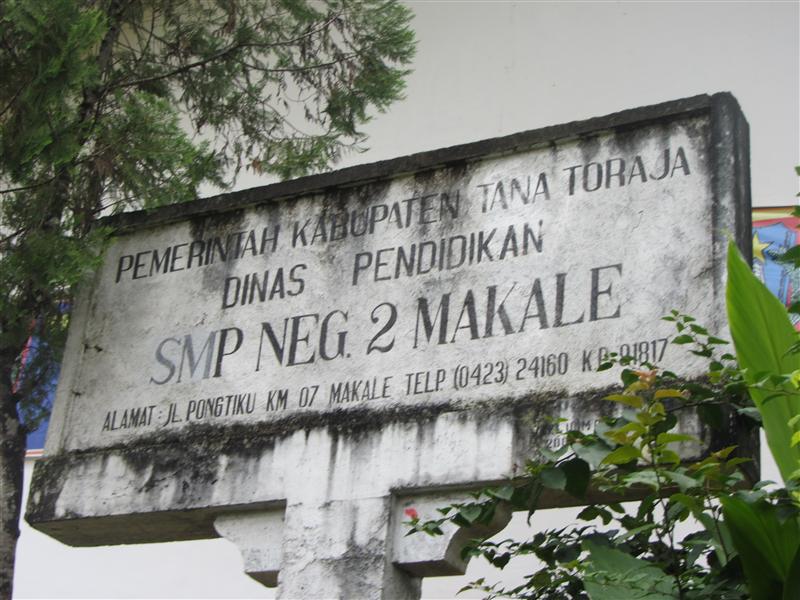 PEMERINTAH KABUPATEN TANA TORAJA
DINAS PENDIDIKAN
SMP NEG. 2 MAKALE
ALAMAT : JL. PONGTIKU KM 07 MAKALE TELP (0423) 24160 KP. 91817